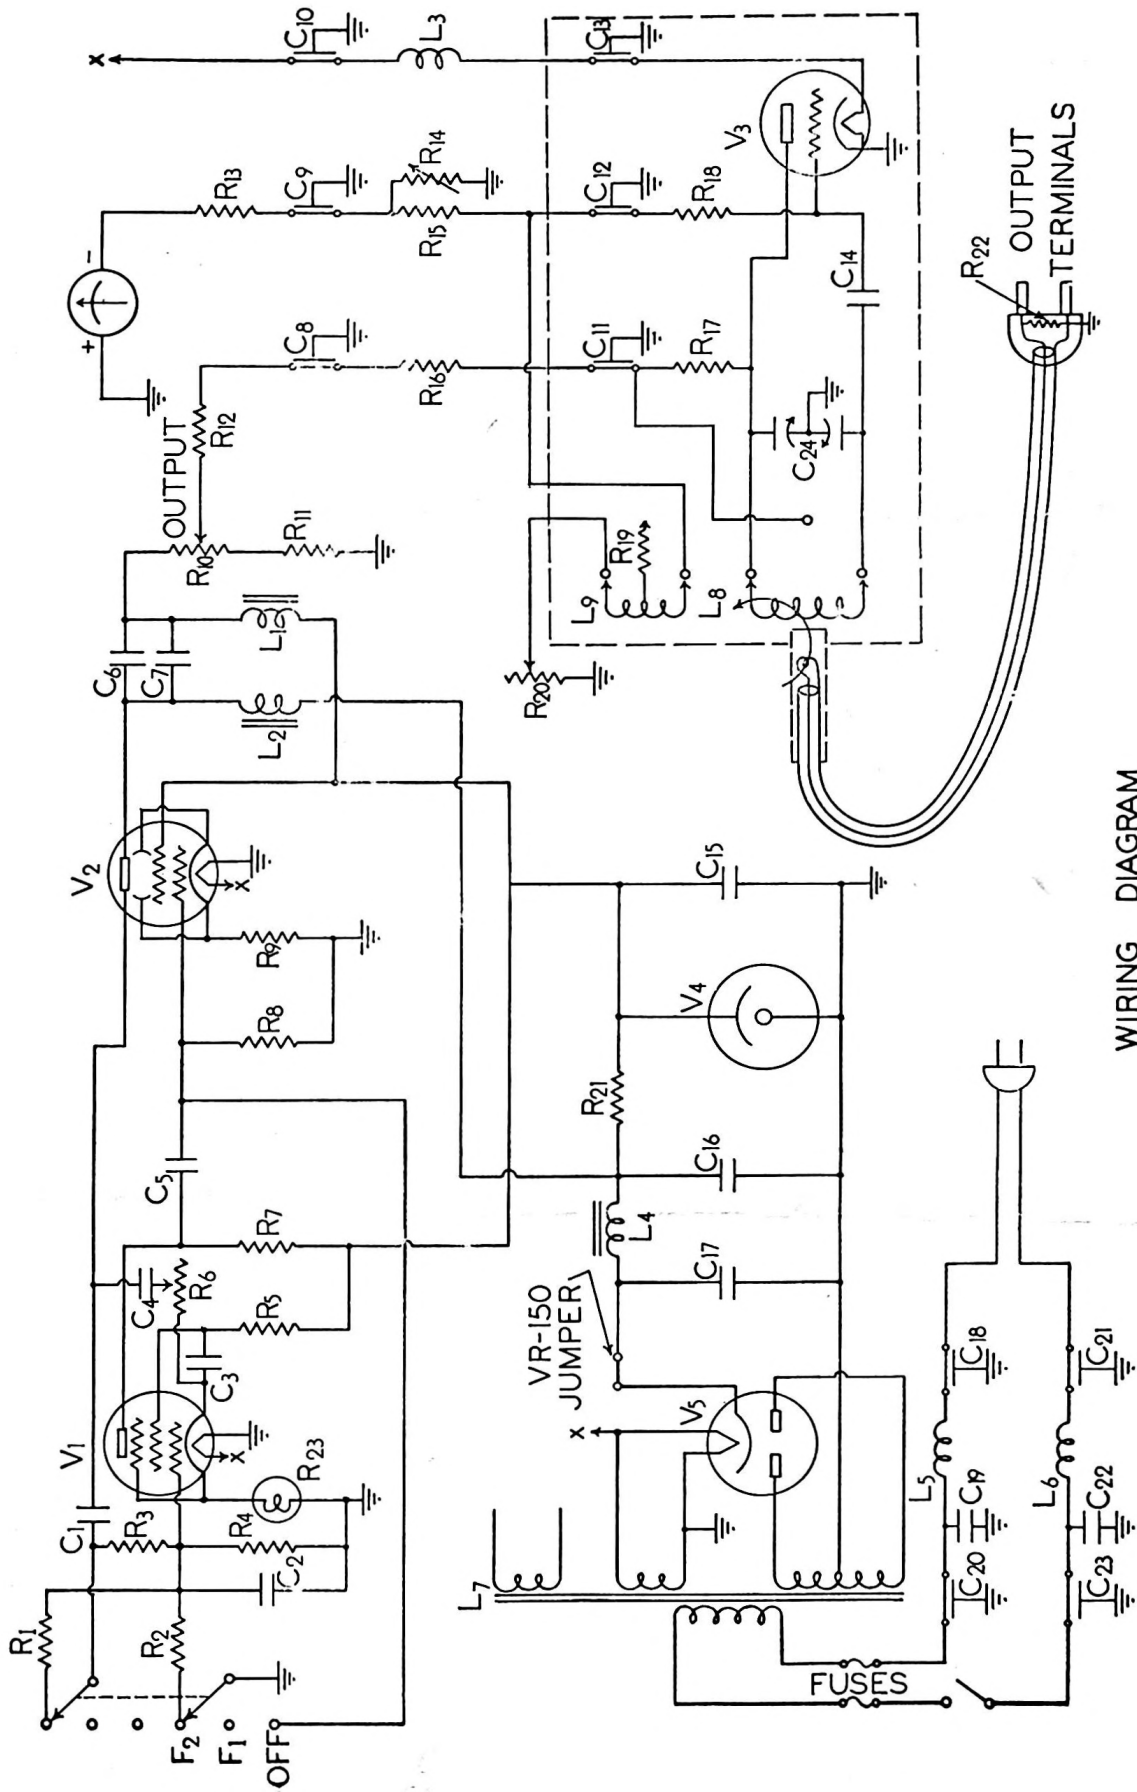 X
C10
L3
C13
R13
C9
R14
R15
C12
R18
V3
-
+
C8
R16
C11
R17
C14
C24
R12
OUTPUT
R10
R11
R19
L9
L8
R20
R22
OUTPUT
TERMINALS
C6
C7
L1
L2
V2
X
R9
R8
C5
R7
C4
R6
R5
C3
V1
X
R23
C1
R3
R4
C2
R1
R2
F2
F1
OFF
C15
V4
R21
C16
L4
C17
VR-150
JUMPER
X
V5
L7
FUSES
C18
L5
C19
C20
C21
L6
C22
C23
WIRING DIAGRAM